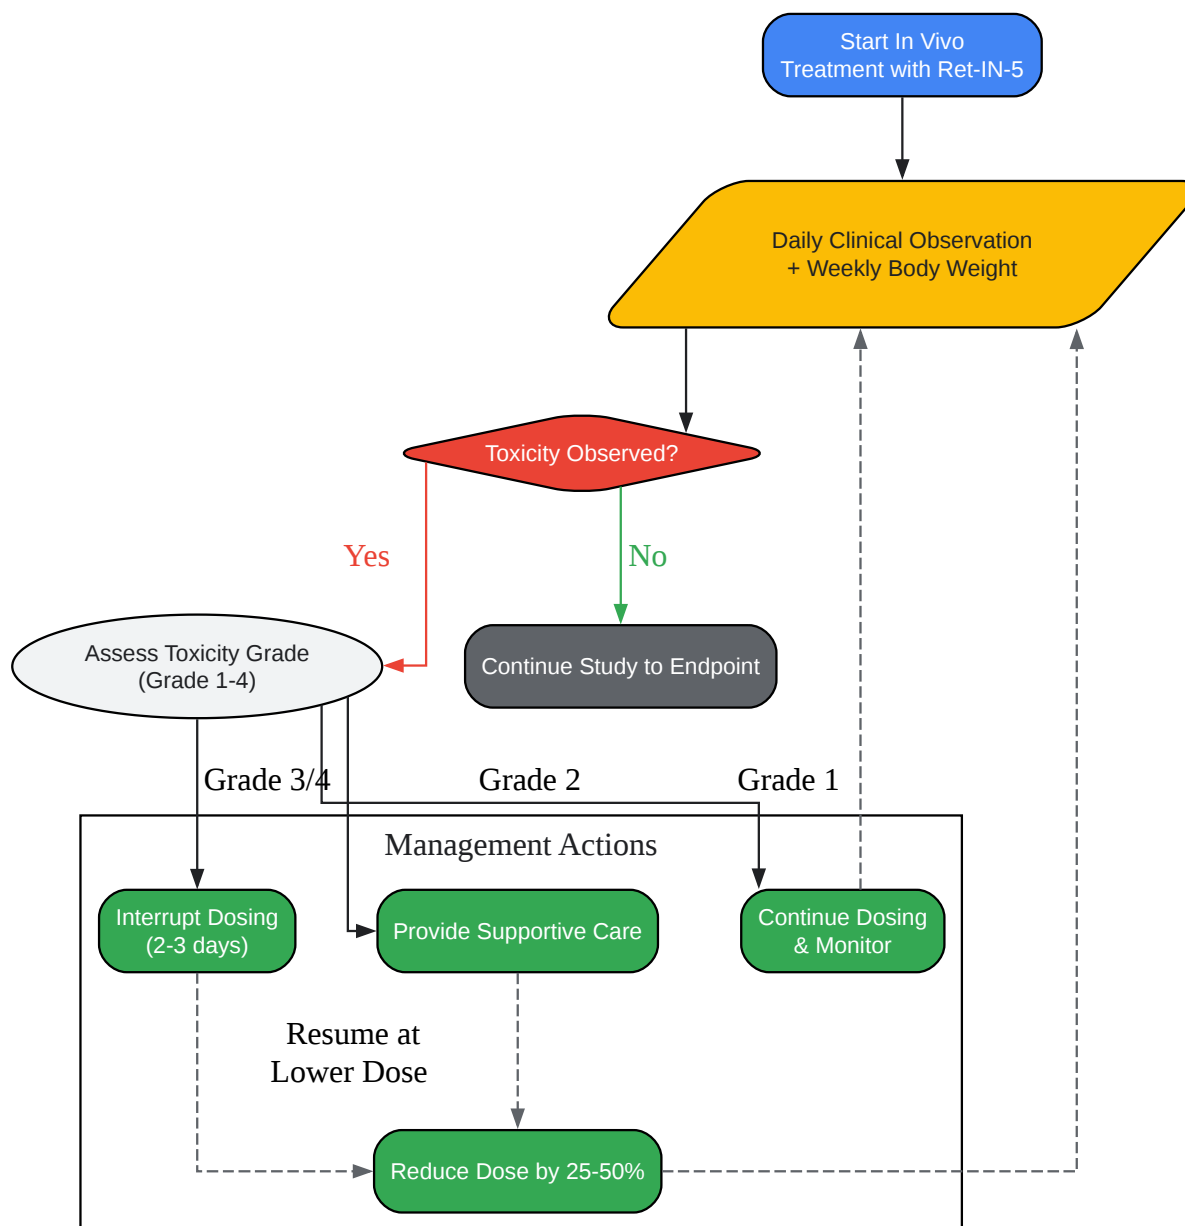 Start In Vivo
Treatment with Ret-IN-5
Daily Clinical Observation
+ Weekly Body Weight
Toxicity Observed?
Yes
No
Assess Toxicity Grade
(Grade 1-4)
Continue Study to Endpoint
Grade 3/4
Grade 2
Grade 1
Management Actions
Interrupt Dosing
(2-3 days)
Provide Supportive Care
Continue Dosing
& Monitor
Resume at
Lower Dose
Reduce Dose by 25-50%